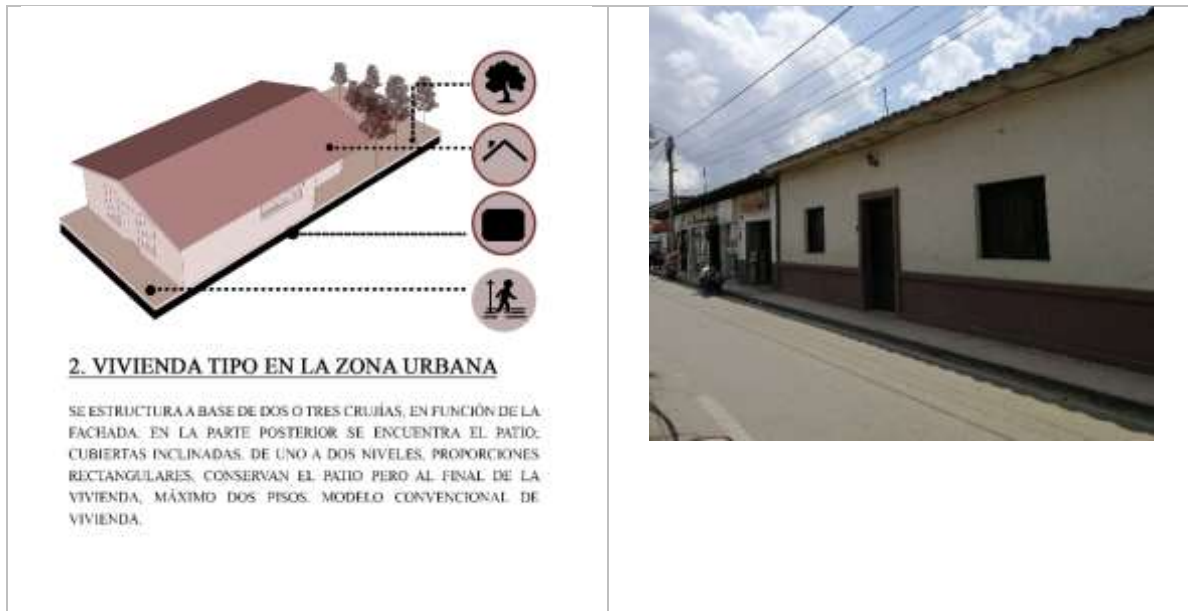 2. VIVIENDA TIPO EN LA ZONA URBANA
SE ESTRUCTURA A BASE DE DOS O TRES CRUJÍAS, EN FUNCIÓN DE LA
FACHADA. EN LA PARTE POSTERIOR SE ENCUENTRA EL PATIO;
CUBIERTAS INCLINADAS. DE UNO A DOS NIVELES, PROPORCIONES
RECTANGULARES, CONSERVAN EL PATIO PERO AL FINAL DE LA
VIVIENDA, MÁXIMO DOS PISOS. MODELO CONVENCIONAL DE
VIVIENDA.